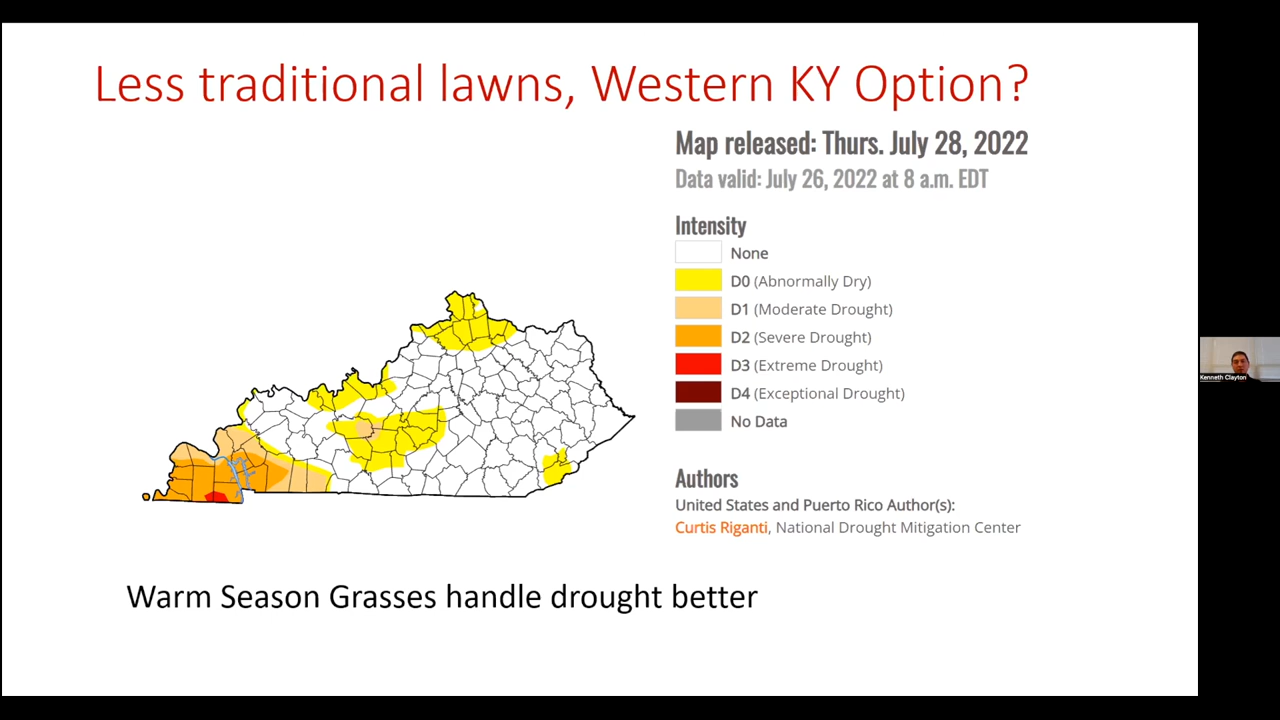 Less traditional lawns, Western KY Option?
Map released: Thurs. July 28, 2022
Data valid: July 26, 2022 at 8 a.m. EDT
Intensity
None
D0 (Abnormally Dry)
D1 (Moderate Drought)
D2 (Severe Drought)
D3 (Extreme Drought)
D4 (Exceptional Drought)
No Data
Authors
United States and Puerto Rico Author(s):
Curtis Riganti, National Drought Mitigation Center
Warm Season Grasses handle drought better
Kenneth Clayton